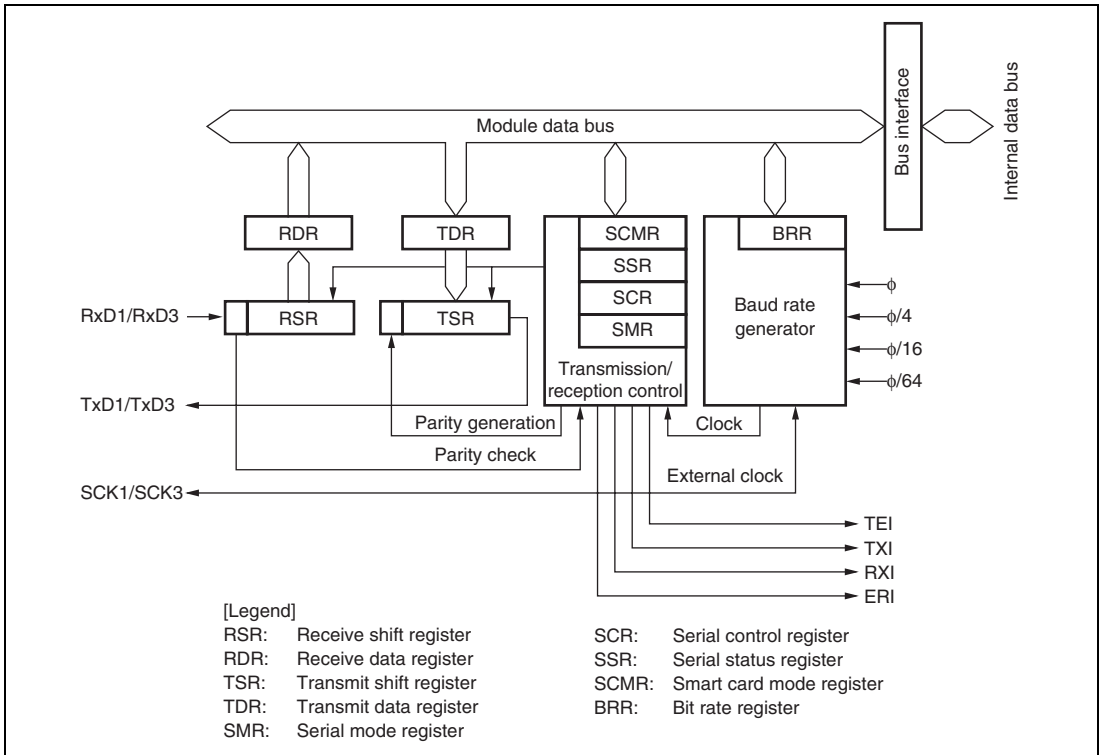 Module data bus
Bus interface
Internal data bus
RDR
TDR
SCMR
SSR
SCR
SMR
BRR
Baud rate
generator
RxD1/RxD3
RSR
TSR
Transmission/
reception control
ϕ
ϕ/4
ϕ/16
ϕ/64
TxD1/TxD3
Parity generation
Clock
Parity check
External clock
SCK1/SCK3
TEI
TXI
RXI
ERI
[Legend]
RSR: Receive shift register
RDR: Receive data register
TSR: Transmit shift register
TDR: Transmit data register
SMR: Serial mode register
SCR: Serial control register
SSR: Serial status register
SCMR: Smart card mode register
BRR: Bit rate register